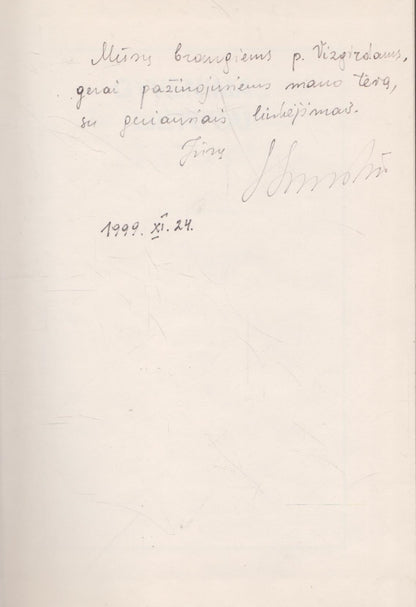 Mūsų brangiems p. Vizgirdams,
gerai pažinojusiems mano tėvą,
su geriausiais linkėjimais.
Jūsų
1999. XI. 24.